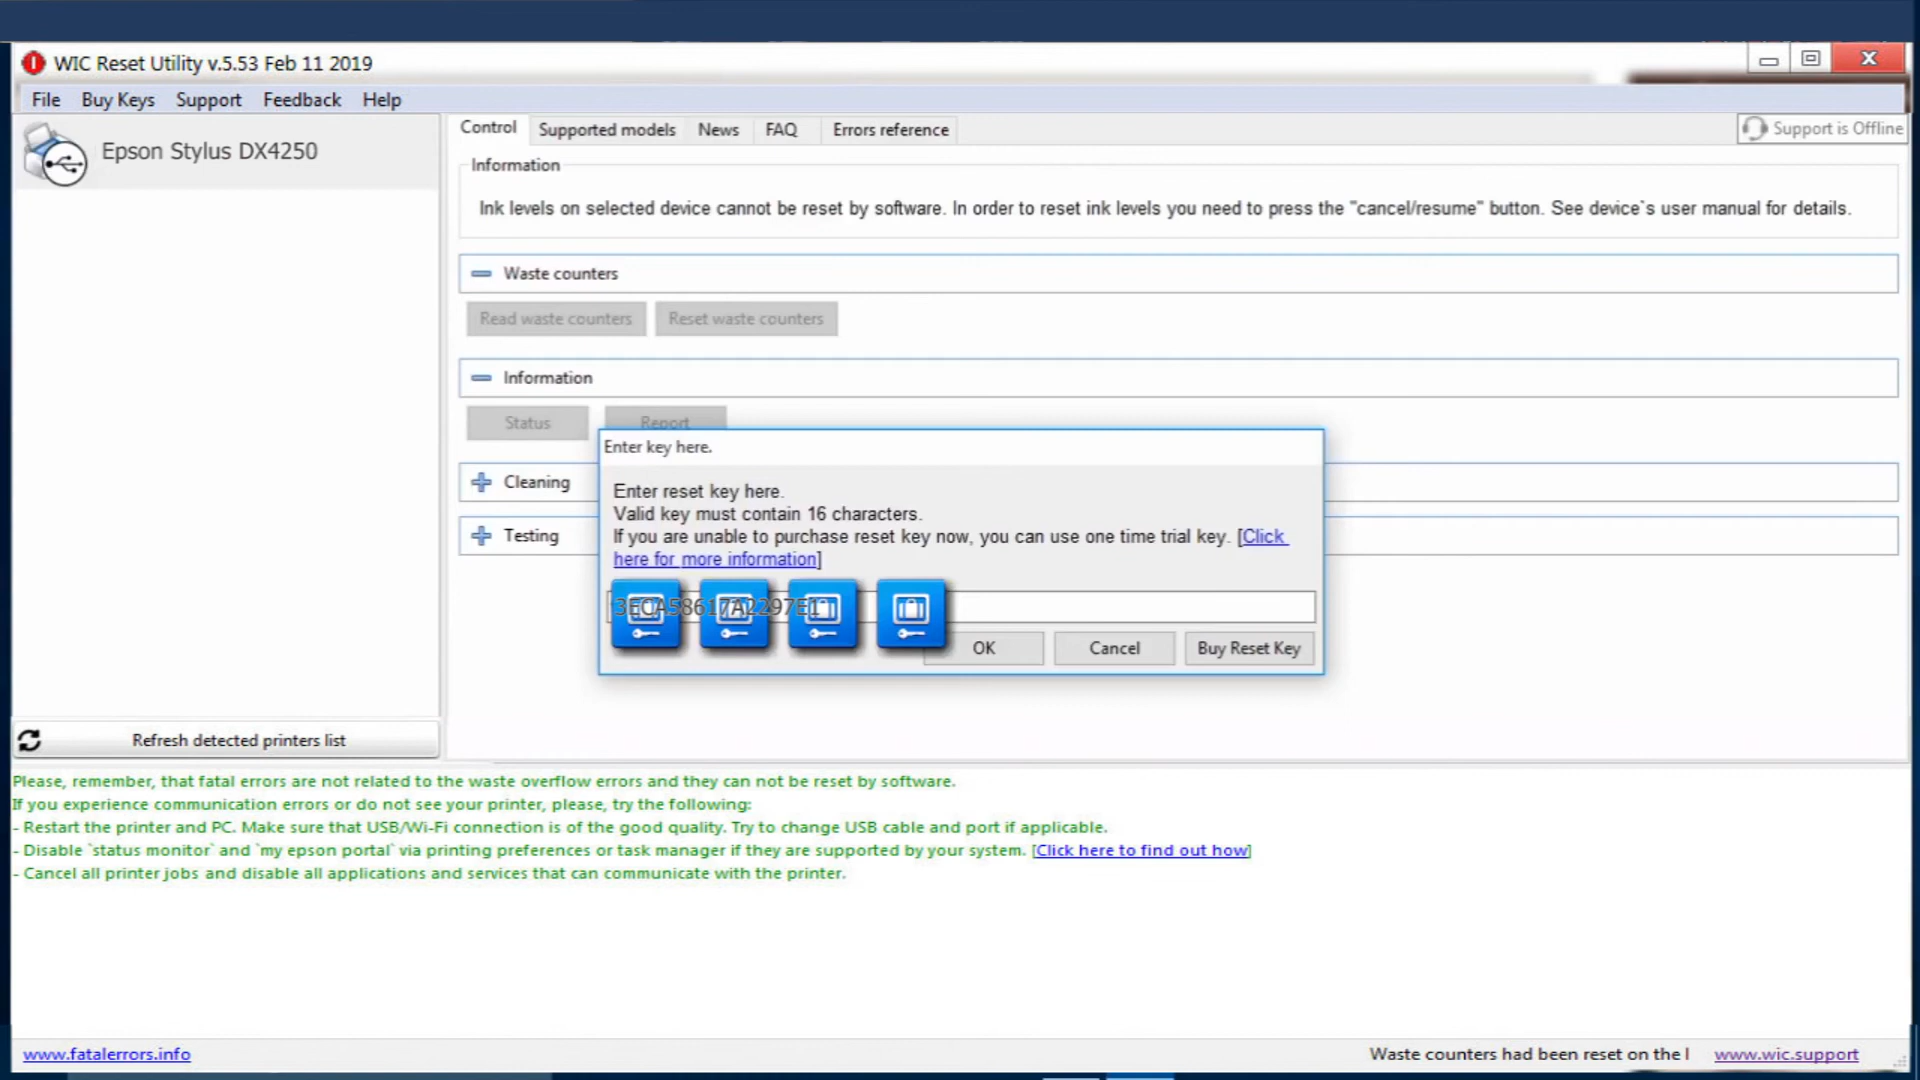 WIC Reset Utility v.5.53 Feb 11 2019
File Buy Keys Support Feedback Help
Epson Stylus DX4250
Control Supported models News FAQ Errors reference
Support is Offline
Information
Ink levels on selected device cannot be reset by software. In order to reset ink levels you need to press the "cancel/resume" button. See device`s user manual for details.
Waste counters
Read waste counters Reset waste counters
Information
Status Report
Cleaning
Testing
Enter key here.
Enter reset key here.
Valid key must contain 16 characters.
If you are unable to purchase reset key now, you can use one time trial key. [Click
here for more information]
OK Cancel Buy Reset Key
Refresh detected printers list
Please, remember, that fatal errors are not related to the waste overflow errors and they can not be reset by software.
If you experience communication errors or do not see your printer, please, try the following:
- Restart the printer and PC. Make sure that USB/Wi-Fi connection is of the good quality. Try to change USB cable and port if applicable.
- Disable `status monitor` and `my epson portal` via printing preferences or task manager if they are supported by your system. [Click here to find out how]
- Cancel all printer jobs and disable all applications and services that can communicate with the printer.
www.fatalerrors.info
Waste counters had been reset on the
www.wic.support